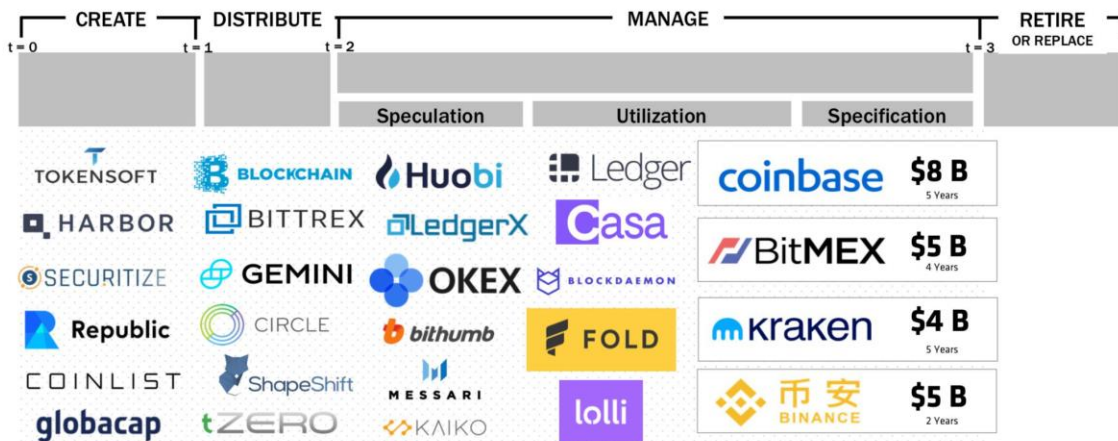 CREATE
DISTRIBUTE
MANAGE
RETIRE
OR REPLACE
t = 0
t = 1
t = 2
t = 3
Speculation
Utilization
Specification
TOKENSOFT
BLOCKCHAIN
Huobi
Ledger
coinbase
$8 B
5 Years
HARBOR
BITTREX
LedgerX
Casa
BitMEX
$5 B
4 Years
S SECURITIZE
GEMINI
OKEX
BLOCKDAEMON
Republic
CIRCLE
bithumb
FOLD
kraken
$4 B
5 Years
COINLIST
ShapeShift
MESSARI
lolli
币安
BINANCE
$5 B
2 Years
globacap
tZERO
KAIKO